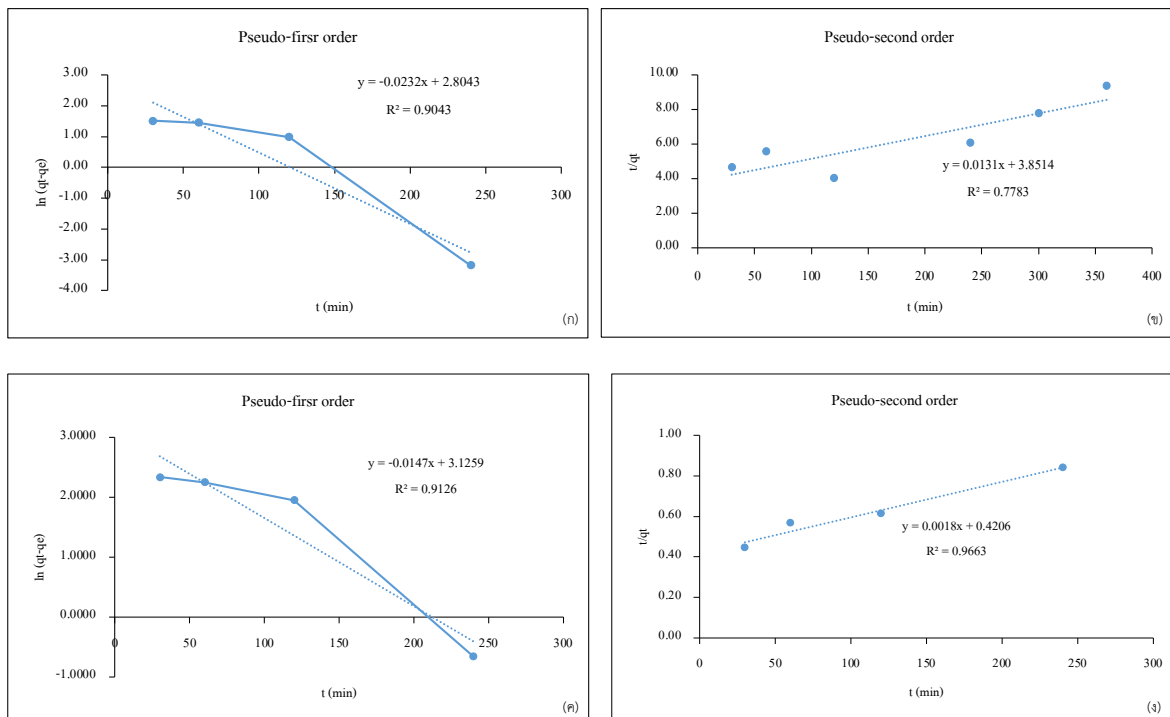 Pseudo-firsr order
y = -0.0232x + 2.8043
R² = 0.9043
3.00
2.00
1.00
0.00
-1.00
-2.00
-3.00
-4.00
0 50 100 150 200 250 300
ln (qt-qe)
t (min)
(ก)
Pseudo-second order
10.00
8.00
6.00
4.00
2.00
0.00
y = 0.0131x + 3.8514
R² = 0.7783
0 50 100 150 200 250 300 350 400
t/qt
t (min)
(ข)
Pseudo-firsr order
y = -0.0147x + 3.1259
R² = 0.9126
3.0000
2.0000
1.0000
0.0000
-1.0000
0 50 100 150 200 250 300
ln (qt-qe)
t (min)
(ค)
Pseudo-second order
1.00
0.80
0.60
0.40
0.20
0.00
y = 0.0018x + 0.4206
R² = 0.9663
0 50 100 150 200 250 300
t/qt
t (min)
(ง)